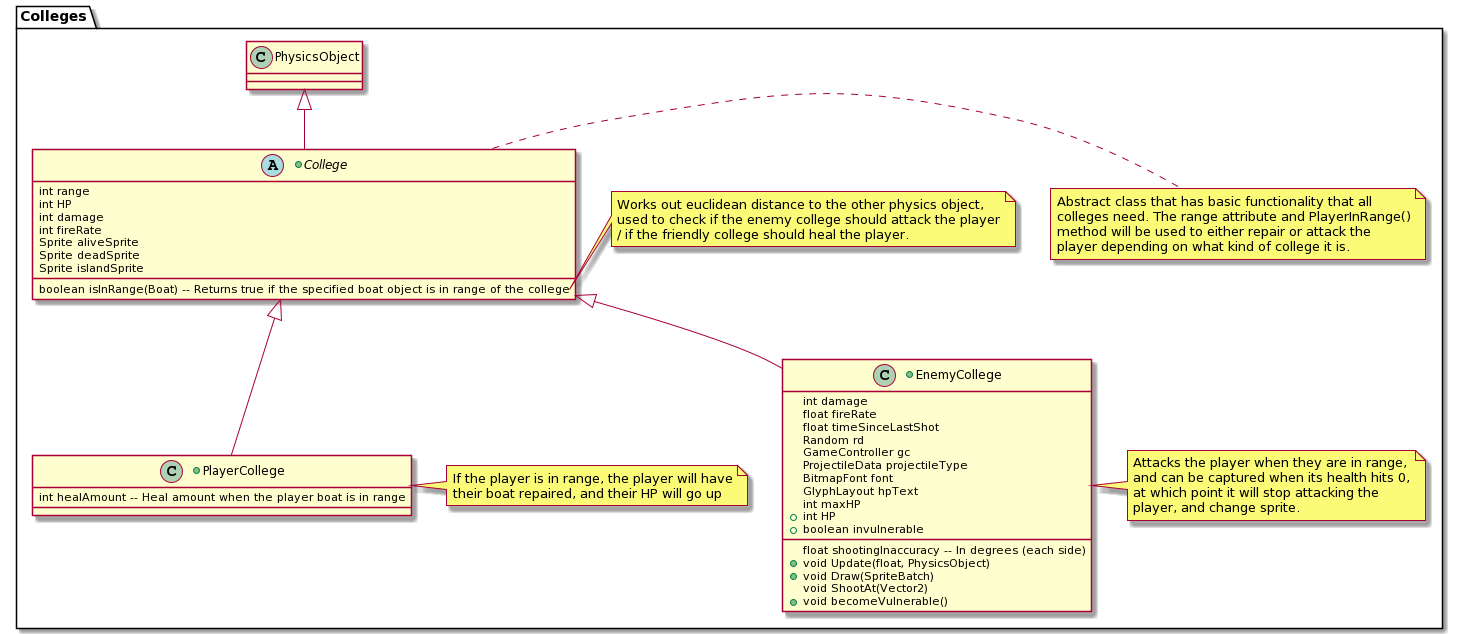 Colleges
C PhysicsObject
A College
int range
int HP
int damage
int fireRate
Sprite aliveSprite
Sprite deadSprite
Sprite islandSprite
boolean isInRange(Boat) -- Returns true if the specified boat object is in range of the college
Works out euclidean distance to the other physics object,
used to check if the enemy college should attack the player
/ if the friendly college should heal the player.
Abstract class that has basic functionality that all
colleges need. The range attribute and PlayerInRange()
method will be used to either repair or attack the
player depending on what kind of college it is.
C PlayerCollege
int healAmount -- Heal amount when the player boat is in range
If the player is in range, the player will have
their boat repaired, and their HP will go up
C EnemyCollege
int damage
float fireRate
float timeSinceLastShot
Random rd
GameController gc
ProjectileData projectileType
BitmapFont font
GlyphLayout hpText
int maxHP
int HP
boolean invulnerable
float shootingInaccuracy -- In degrees (each side)
void Update(float, PhysicsObject)
void Draw(SpriteBatch)
void ShootAt(Vector2)
void becomeVulnerable()
Attacks the player when they are in range,
and can be captured when its health hits 0,
at which point it will stop attacking the
player, and change sprite.